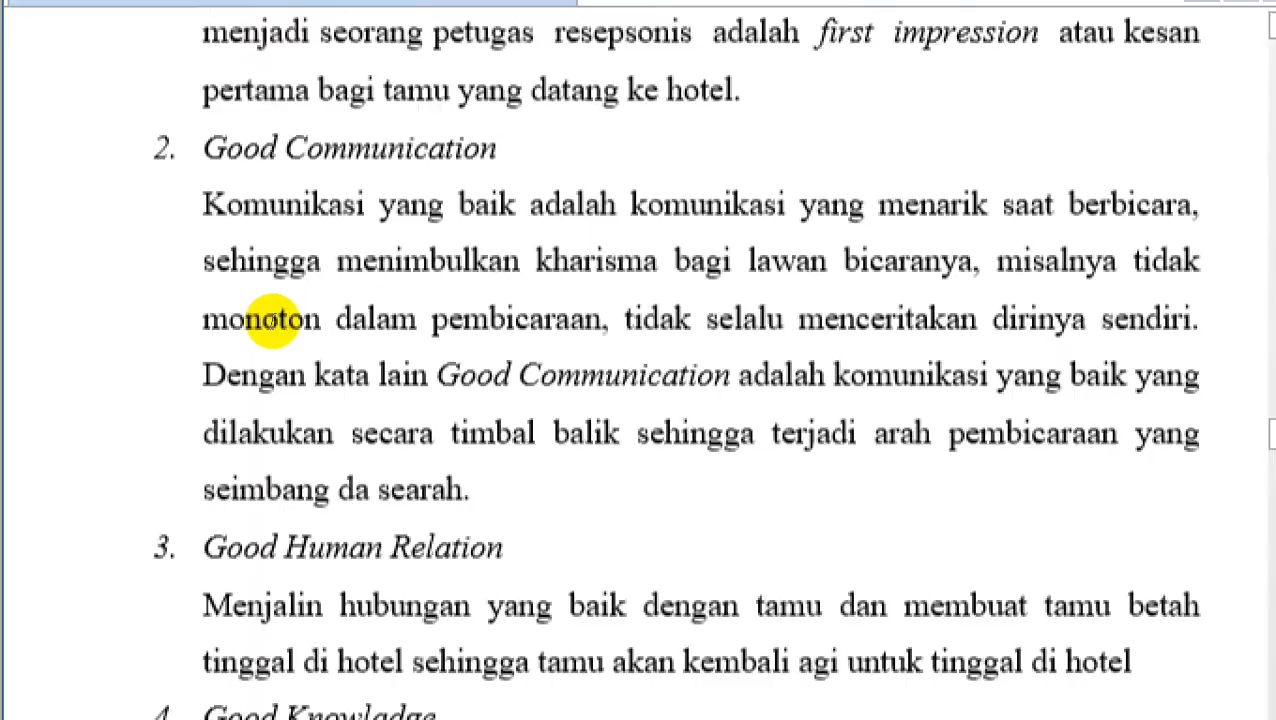 menjadi seorang petugas resepsonis adalah first impression atau kesan
pertama bagi tamu yang datang ke hotel.
2. Good Communication
Komunikasi yang baik adalah komunikasi yang menarik saat berbicara,
sehingga menimbulkan kharisma bagi lawan bicaranya, misalnya tidak
monoton dalam pembicaraan, tidak selalu menceritakan dirinya sendiri.
Dengan kata lain Good Communication adalah komunikasi yang baik yang
dilakukan secara timbal balik sehingga terjadi arah pembicaraan yang
seimbang da searah.
3. Good Human Relation
Menjalin hubungan yang baik dengan tamu dan membuat tamu betah
tinggal di hotel sehingga tamu akan kembali agi untuk tinggal di hotel
4. Good Knowladge